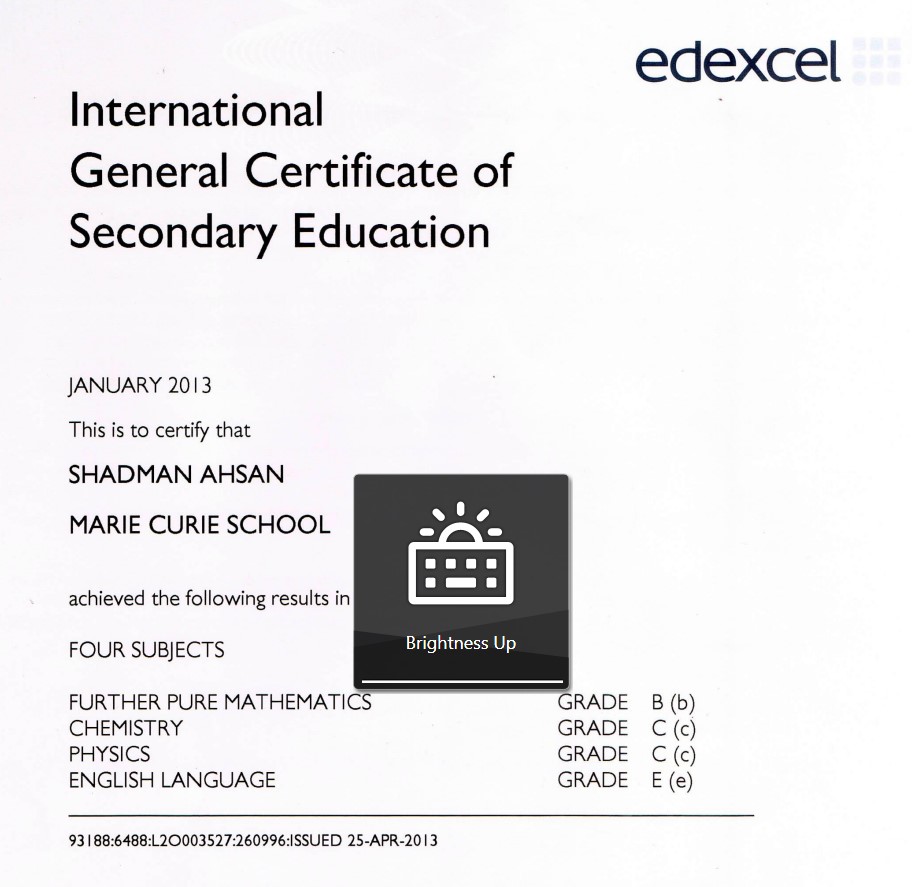 edexcel
International
General Certificate of
Secondary Education
JANUARY 2013
This is to certify that
SHADMAN AHSAN
MARIE CURIE SCHOOL
achieved the following results in
FOUR SUBJECTS
Brightness Up
FURTHER PURE MATHEMATICS GRADE B (b)
CHEMISTRY GRADE C (c)
PHYSICS GRADE C (c)
ENGLISH LANGUAGE GRADE E (e)
93188:6488:L2O003527:260996:ISSUED 25-APR-2013